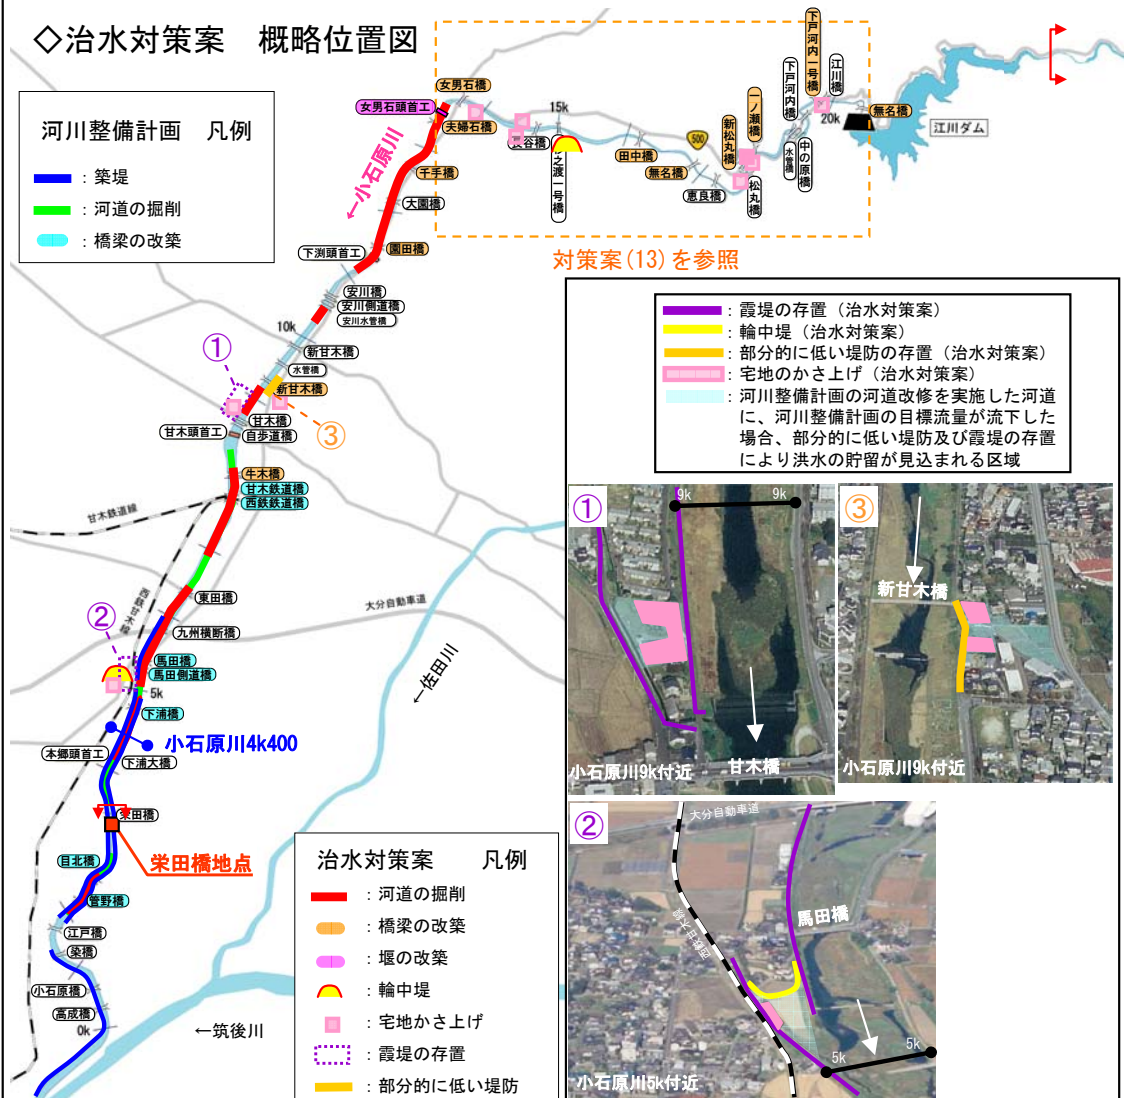 ◇治水対策案 概略位置図
河川整備計画 凡例
：築堤
：河道の掘削
：橋梁の改築
女男石橋
女男石頭首工
夫婦石橋
15k
田中橋
無名橋
500
恵良橋
新松丸橋
一ノ瀬橋
松丸橋
下戸河内橋
下戸河内一号橋
江川橋
水管橋
中の原橋
20k
無名橋
江川ダム
←小石原川
千手橋
大園橋
園田橋
下渕頭首工
対策案(13)を参照
安川橋
安川側道橋
安川水管橋
10k
新甘木橋
水管橋
新甘木橋
①
③
甘木橋
自歩道橋
甘木頭首工
牛木橋
甘木鉄道橋
西鉄鉄道橋
甘木鉄道線
西鉄甘木線
東田橋
大分自動車道
九州横断橋
②
馬田橋
馬田側道橋
5k
下浦橋
小石原川4k400
本郷頭首工
下浦大橋
栄田橋
栄田橋地点
目北橋
菅野橋
江戸橋
染橋
小石原橋
高成橋
0k
←佐田川
←筑後川
：霞堤の存置（治水対策案）
：輪中堤（治水対策案）
：部分的に低い堤防の存置（治水対策案）
：宅地のかさ上げ（治水対策案）
：河川整備計画の河道改修を実施した河道
に、河川整備計画の目標流量が流下した
場合、部分的に低い堤防及び霞堤の存置
により洪水の貯留が見込まれる区域
①
9k
9k
甘木橋
小石原川9k付近
③
新甘木橋
小石原川9k付近
②
大分自動車道
西鉄甘木線
馬田橋
5k
5k
小石原川5k付近
治水対策案 凡例
：河道の掘削
：橋梁の改築
：堰の改築
：輪中堤
：宅地かさ上げ
：霞堤の存置
：部分的に低い堤防